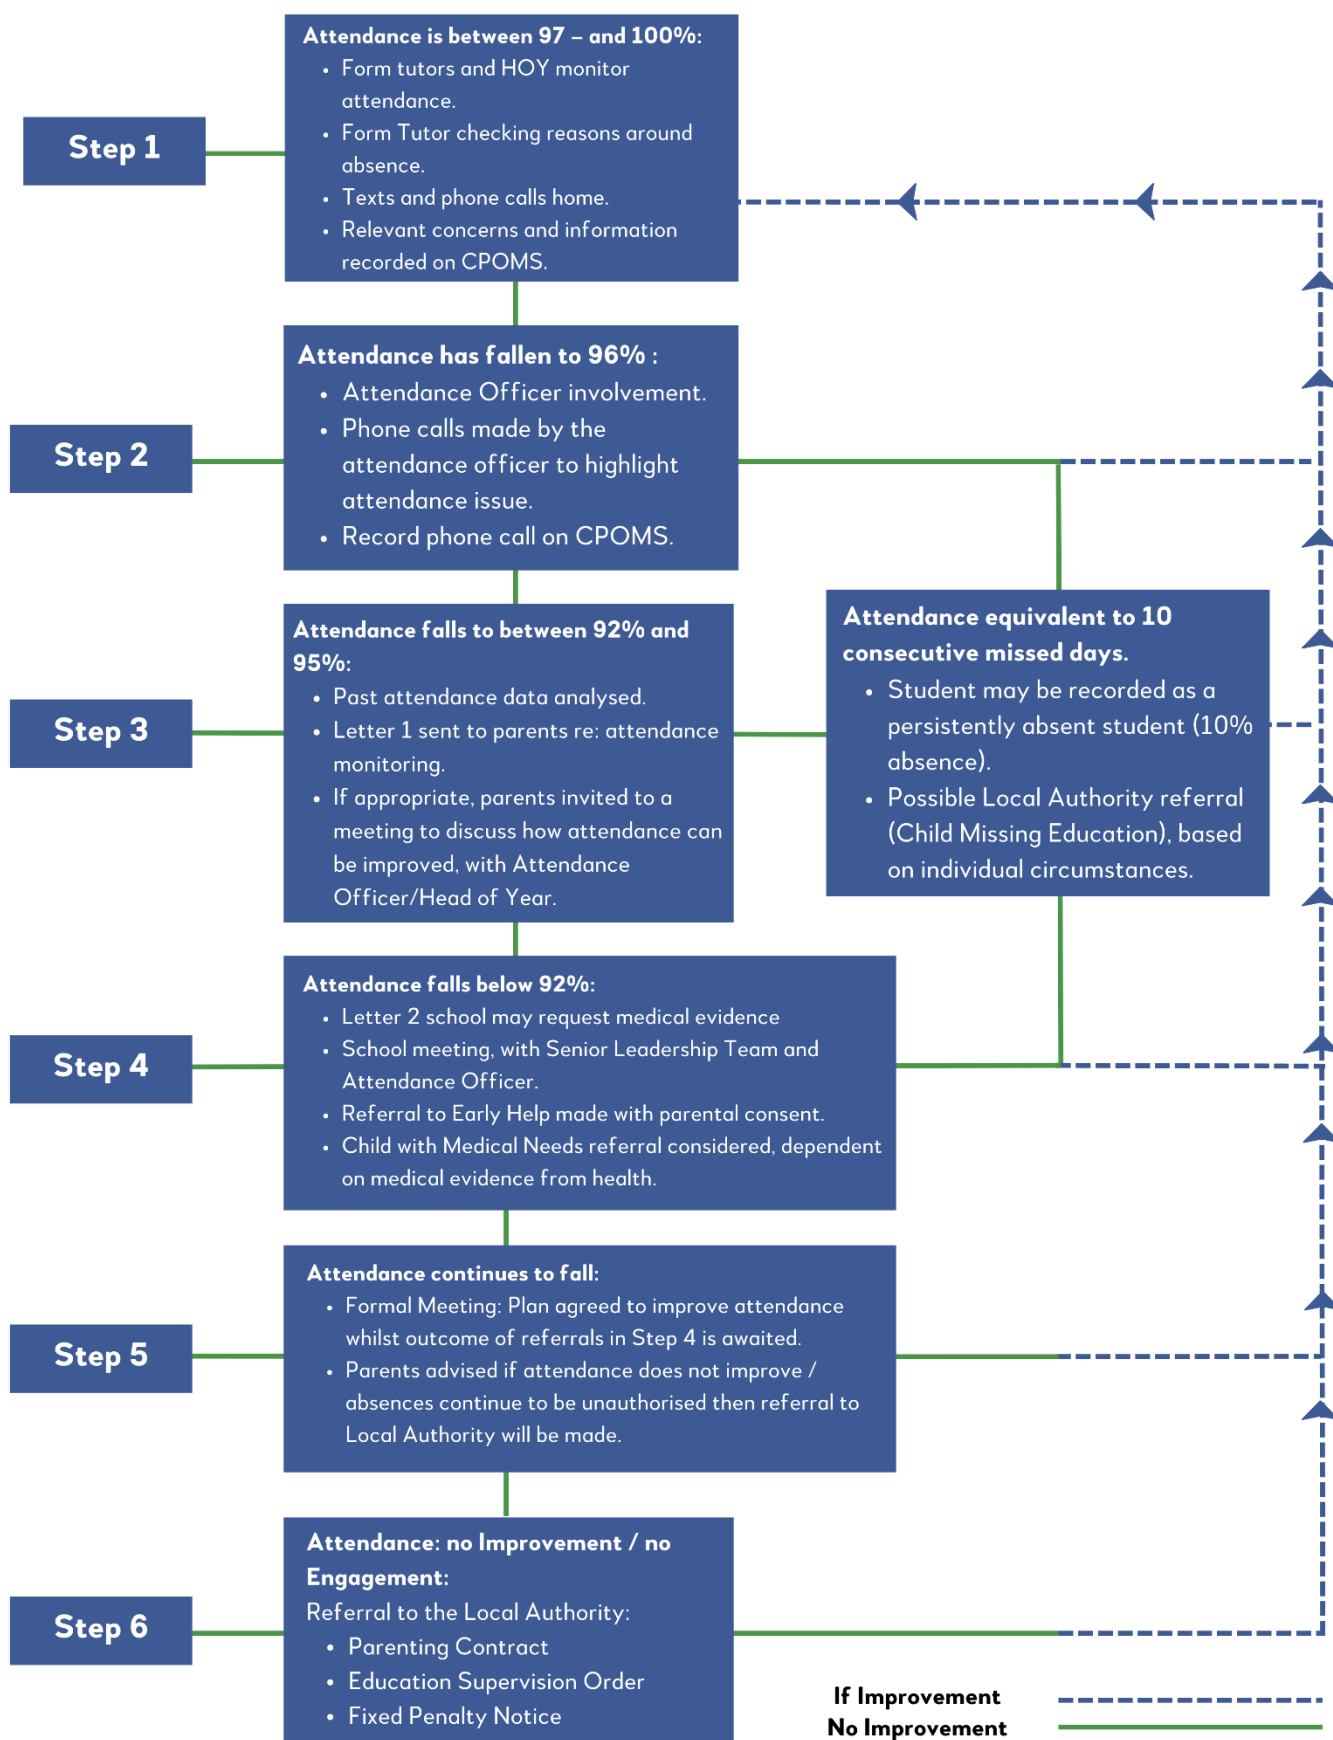 Step 1
Attendance is between 97 – and 100%:
• Form tutors and HOY monitor
attendance.
• Form Tutor checking reasons around
absence.
• Texts and phone calls home.
• Relevant concerns and information
recorded on CPOMS.
Step 2
Attendance has fallen to 96% :
• Attendance Officer involvement.
• Phone calls made by the
attendance officer to highlight
attendance issue.
• Record phone call on CPOMS.
Step 3
Attendance falls to between 92% and
95%:
• Past attendance data analysed.
• Letter 1 sent to parents re: attendance
monitoring.
• If appropriate, parents invited to a
meeting to discuss how attendance can
be improved, with Attendance
Officer/Head of Year.
Attendance equivalent to 10
consecutive missed days.
• Student may be recorded as a
persistently absent student (10%
absence).
• Possible Local Authority referral
(Child Missing Education), based
on individual circumstances.
Step 4
Attendance falls below 92%:
• Letter 2 school may request medical evidence
• School meeting, with Senior Leadership Team and
Attendance Officer.
• Referral to Early Help made with parental consent.
• Child with Medical Needs referral considered, dependent
on medical evidence from health.
Step 5
Attendance continues to fall:
• Formal Meeting: Plan agreed to improve attendance
whilst outcome of referrals in Step 4 is awaited.
• Parents advised if attendance does not improve /
absences continue to be unauthorised then referral to
Local Authority will be made.
Step 6
Attendance: no Improvement / no
Engagement:
Referral to the Local Authority:
• Parenting Contract
• Education Supervision Order
• Fixed Penalty Notice
If Improvement
No Improvement